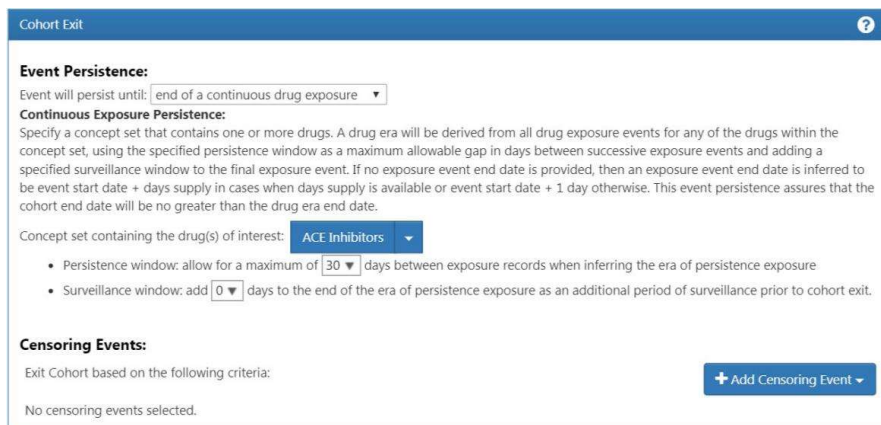 Cohort Exit
?
Event Persistence:
Event will persist until: end of a continuous drug exposure
Continuous Exposure Persistence:
Specify a concept set that contains one or more drugs. A drug era will be derived from all drug exposure events for any of the drugs within the
concept set, using the specified persistence window as a maximum allowable gap in days between successive exposure events and adding a
specified surveillance window to the final exposure event. If no exposure event end date is provided, then an exposure event end date is inferred to
be event start date + days supply in cases when days supply is available or event start date + 1 day otherwise. This event persistence assures that the
cohort end date will be no greater than the drug era end date.
Concept set containing the drug(s) of interest: ACE Inhibitors
• Persistence window: allow for a maximum of 30 days between exposure records when inferring the era of persistence exposure
• Surveillance window: add 0 days to the end of the era of persistence exposure as an additional period of surveillance prior to cohort exit.
Censoring Events:
Exit Cohort based on the following criteria:
+ Add Censoring Event
No censoring events selected.